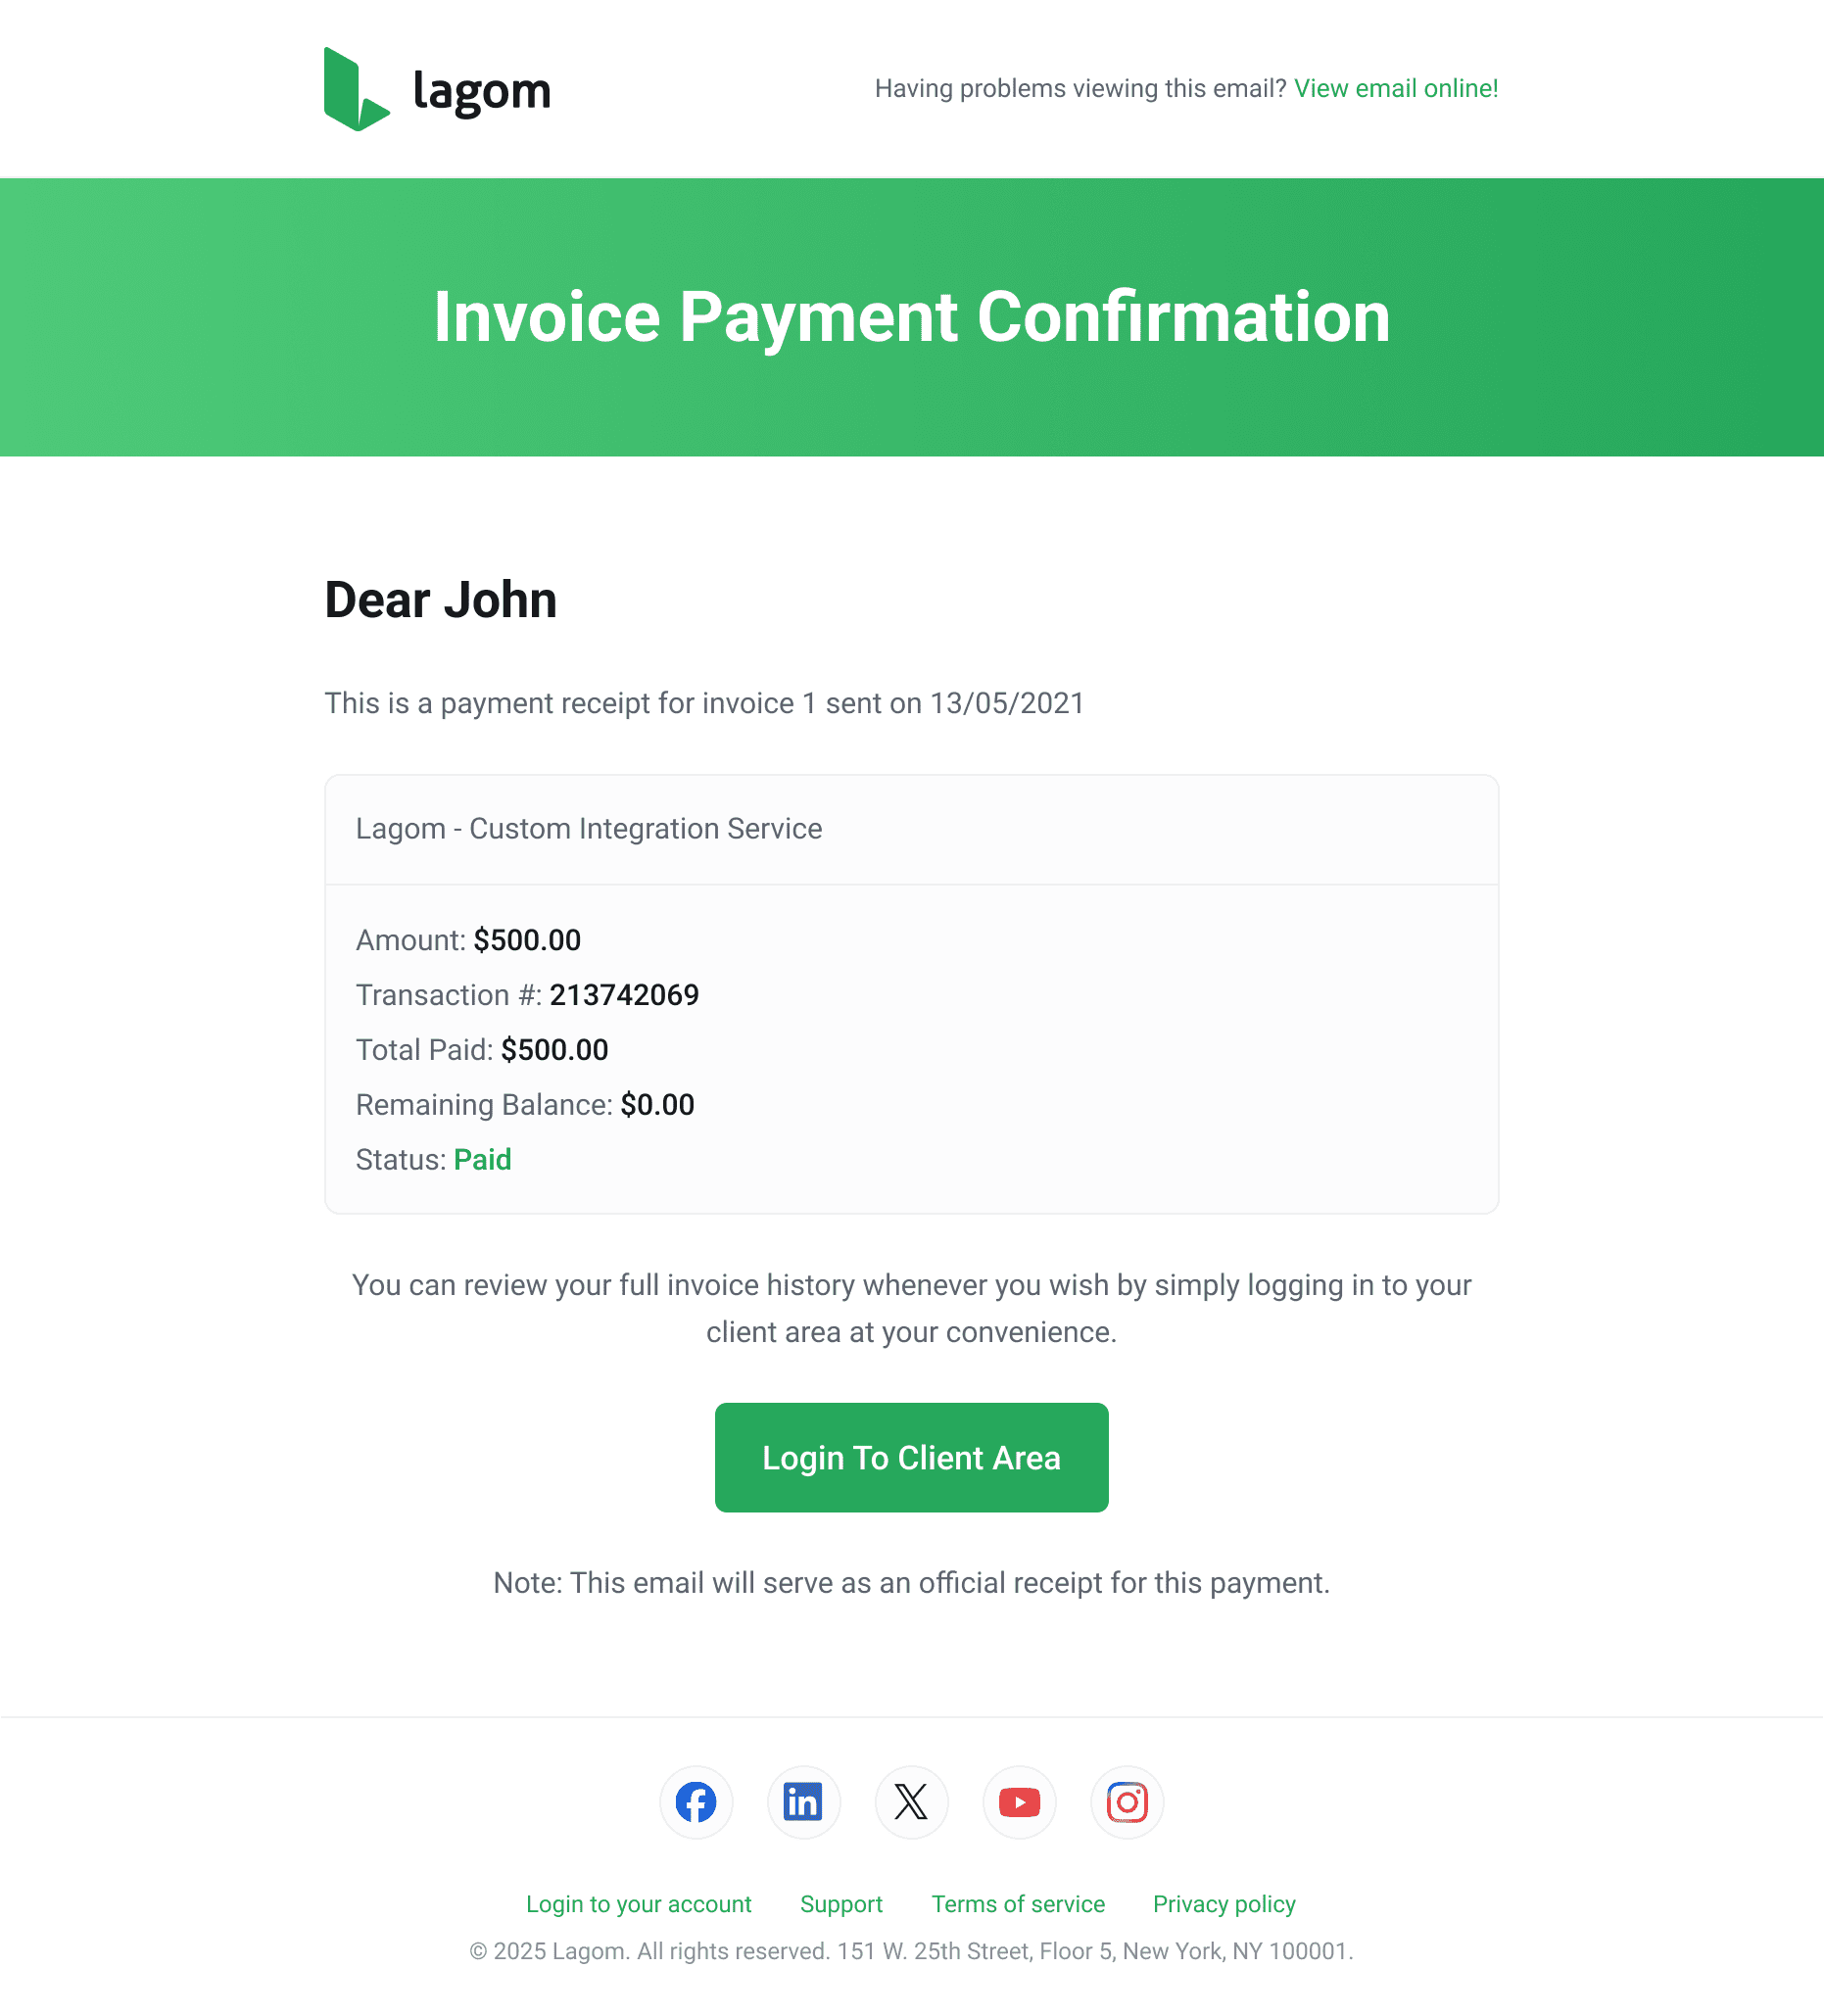 lagom
Having problems viewing this email? View email online!
Invoice Payment Confirmation
Dear John
This is a payment receipt for invoice 1 sent on 13/05/2021
Lagom - Custom Integration Service
Amount: $500.00
Transaction #: 213742069
Total Paid: $500.00
Remaining Balance: $0.00
Status: Paid
You can review your full invoice history whenever you wish by simply logging in to your
client area at your convenience.
Login To Client Area
Note: This email will serve as an official receipt for this payment.
Login to your account Support Terms of service Privacy policy
© 2025 Lagom. All rights reserved. 151 W. 25th Street, Floor 5, New York, NY 100001.